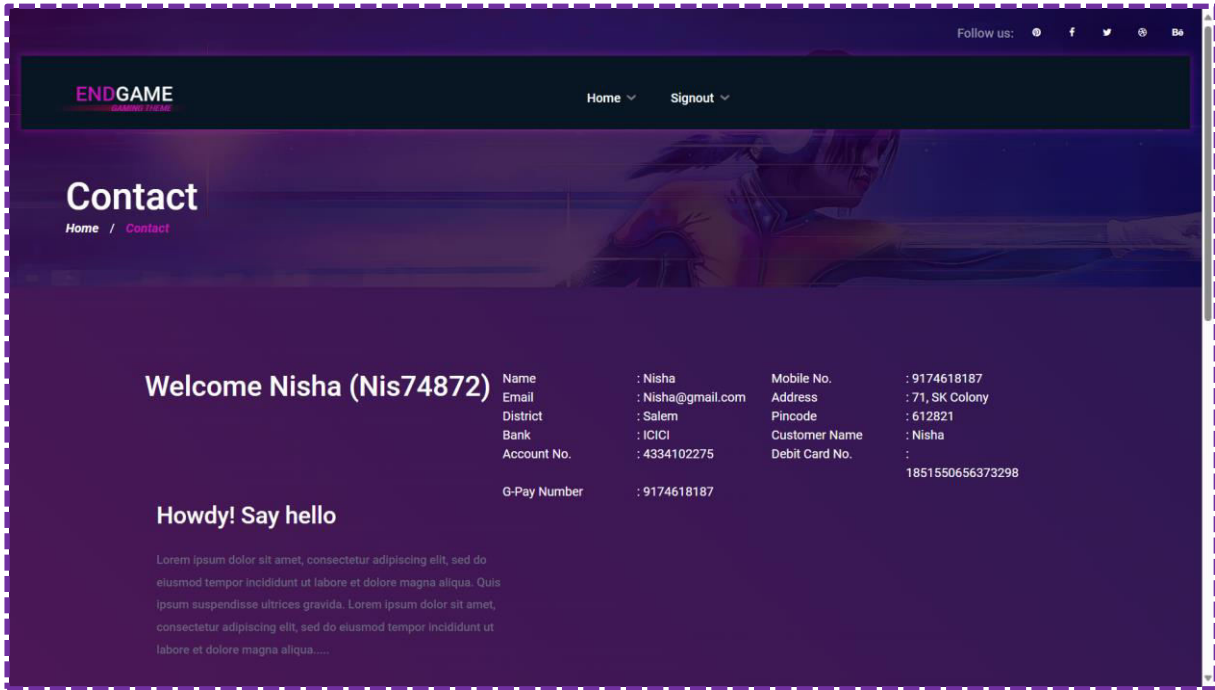 Follow us:
Bē
ENDGAME
GAMING THEME
Home
Signout
Contact
Home / Contact
Welcome Nisha (Nis74872)
Name : Nisha Mobile No. : 9174618187
Email : Nisha@gmail.com Address : 71, SK Colony
District : Salem Pincode : 612821
Bank : ICICI Customer Name : Nisha
Account No. : 4334102275 Debit Card No. :
1851550656373298
G-Pay Number : 9174618187
Howdy! Say hello
Lorem ipsum dolor sit amet, consectetur adipiscing elit, sed do
eiusmod tempor incididunt ut labore et dolore magna aliqua. Quis
ipsum suspendisse ultrices gravida. Lorem ipsum dolor sit amet,
consectetur adipiscing elit, sed do eiusmod tempor incididunt ut
labore et dolore magna aliqua.....